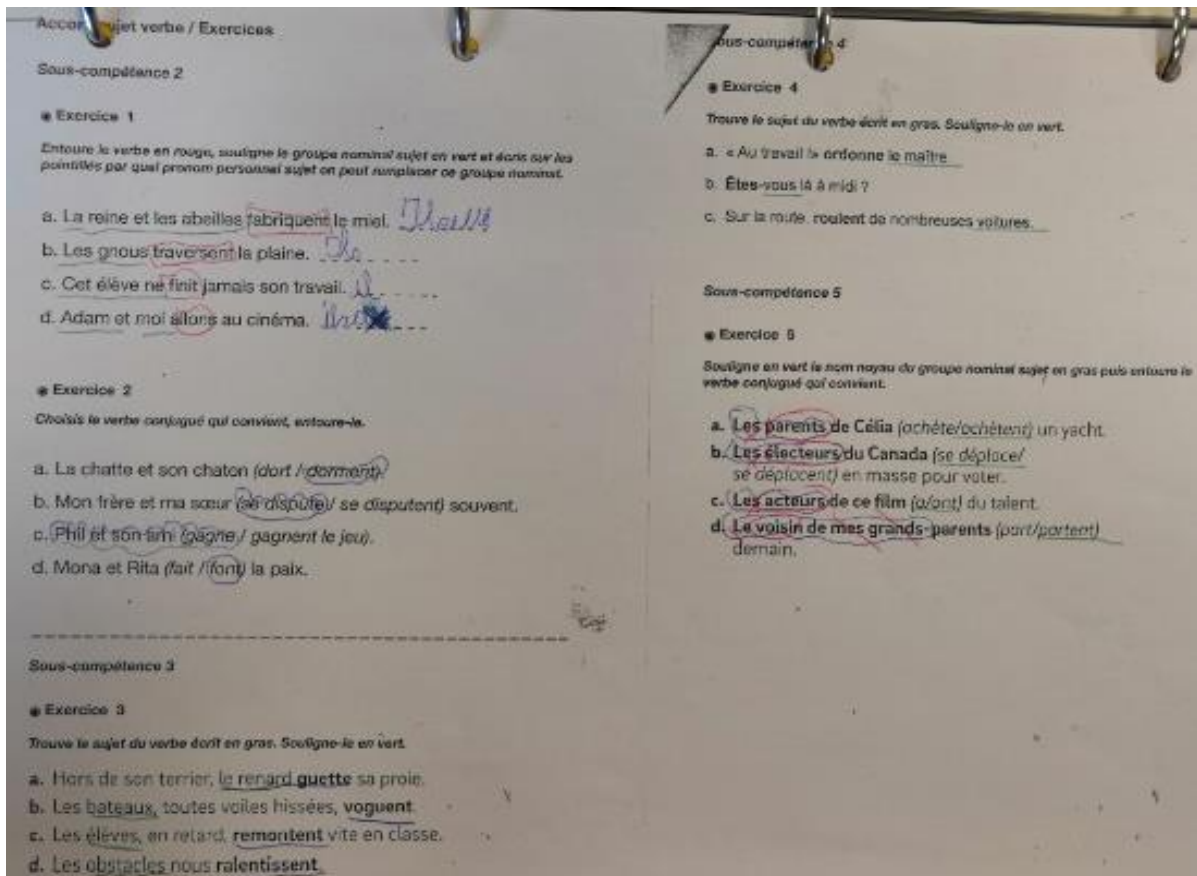 Accord sujet verbe / Exercices
Sous-compétence 2
Exercice 1
Entoure le verbe en rouge, souligne le groupe nominal sujet en vert et écris sur les
pointillés par quel pronom personnel sujet on peut remplacer ce groupe nominal.
a. La reine et les abeilles fabriquent le miel.
b. Les gnous traversent la plaine. Ils
c. Cet élève ne finit jamais son travail. Il
d. Adam et moi allons au cinéma.
Exercice 2
Choisis le verbe conjugué qui convient, entoure-le.
a. La chatte et son chaton (dort / dorment).
b. Mon frère et ma sœur (se dispute / se disputent) souvent.
c. Phil et son ami (gagne / gagnent le jeu).
d. Mona et Rita (fait / font) la paix.
Sous-compétence 3
Exercice 3
Trouve le sujet du verbe écrit en gras. Souligne-le en vert.
a. Hors de son terrier, le renard guette sa proie.
b. Les bateaux, toutes voiles hissées, voguent.
c. Les élèves, en retard, remontent vite en classe.
d. Les obstacles nous ralentissent.
Sous-compétence 4
Exercice 4
Trouve le sujet du verbe écrit en gras. Souligne-le en vert.
a. « Au travail !» ordonne le maître.
b. Êtes-vous là à midi ?
c. Sur la route, roulent de nombreuses voitures.
Sous-compétence 5
Exercice 5
Souligne en vert le nom noyau du groupe nominal sujet en gras puis entoure le
verbe conjugué qui convient.
a. Les parents de Célia (achète/achètent) un yacht.
b. Les électeurs du Canada (se déplace/
se déplacent) en masse pour voter.
c. Les acteurs de ce film (a/ont) du talent.
d. Le voisin de mes grands-parents (part/partent)
demain.